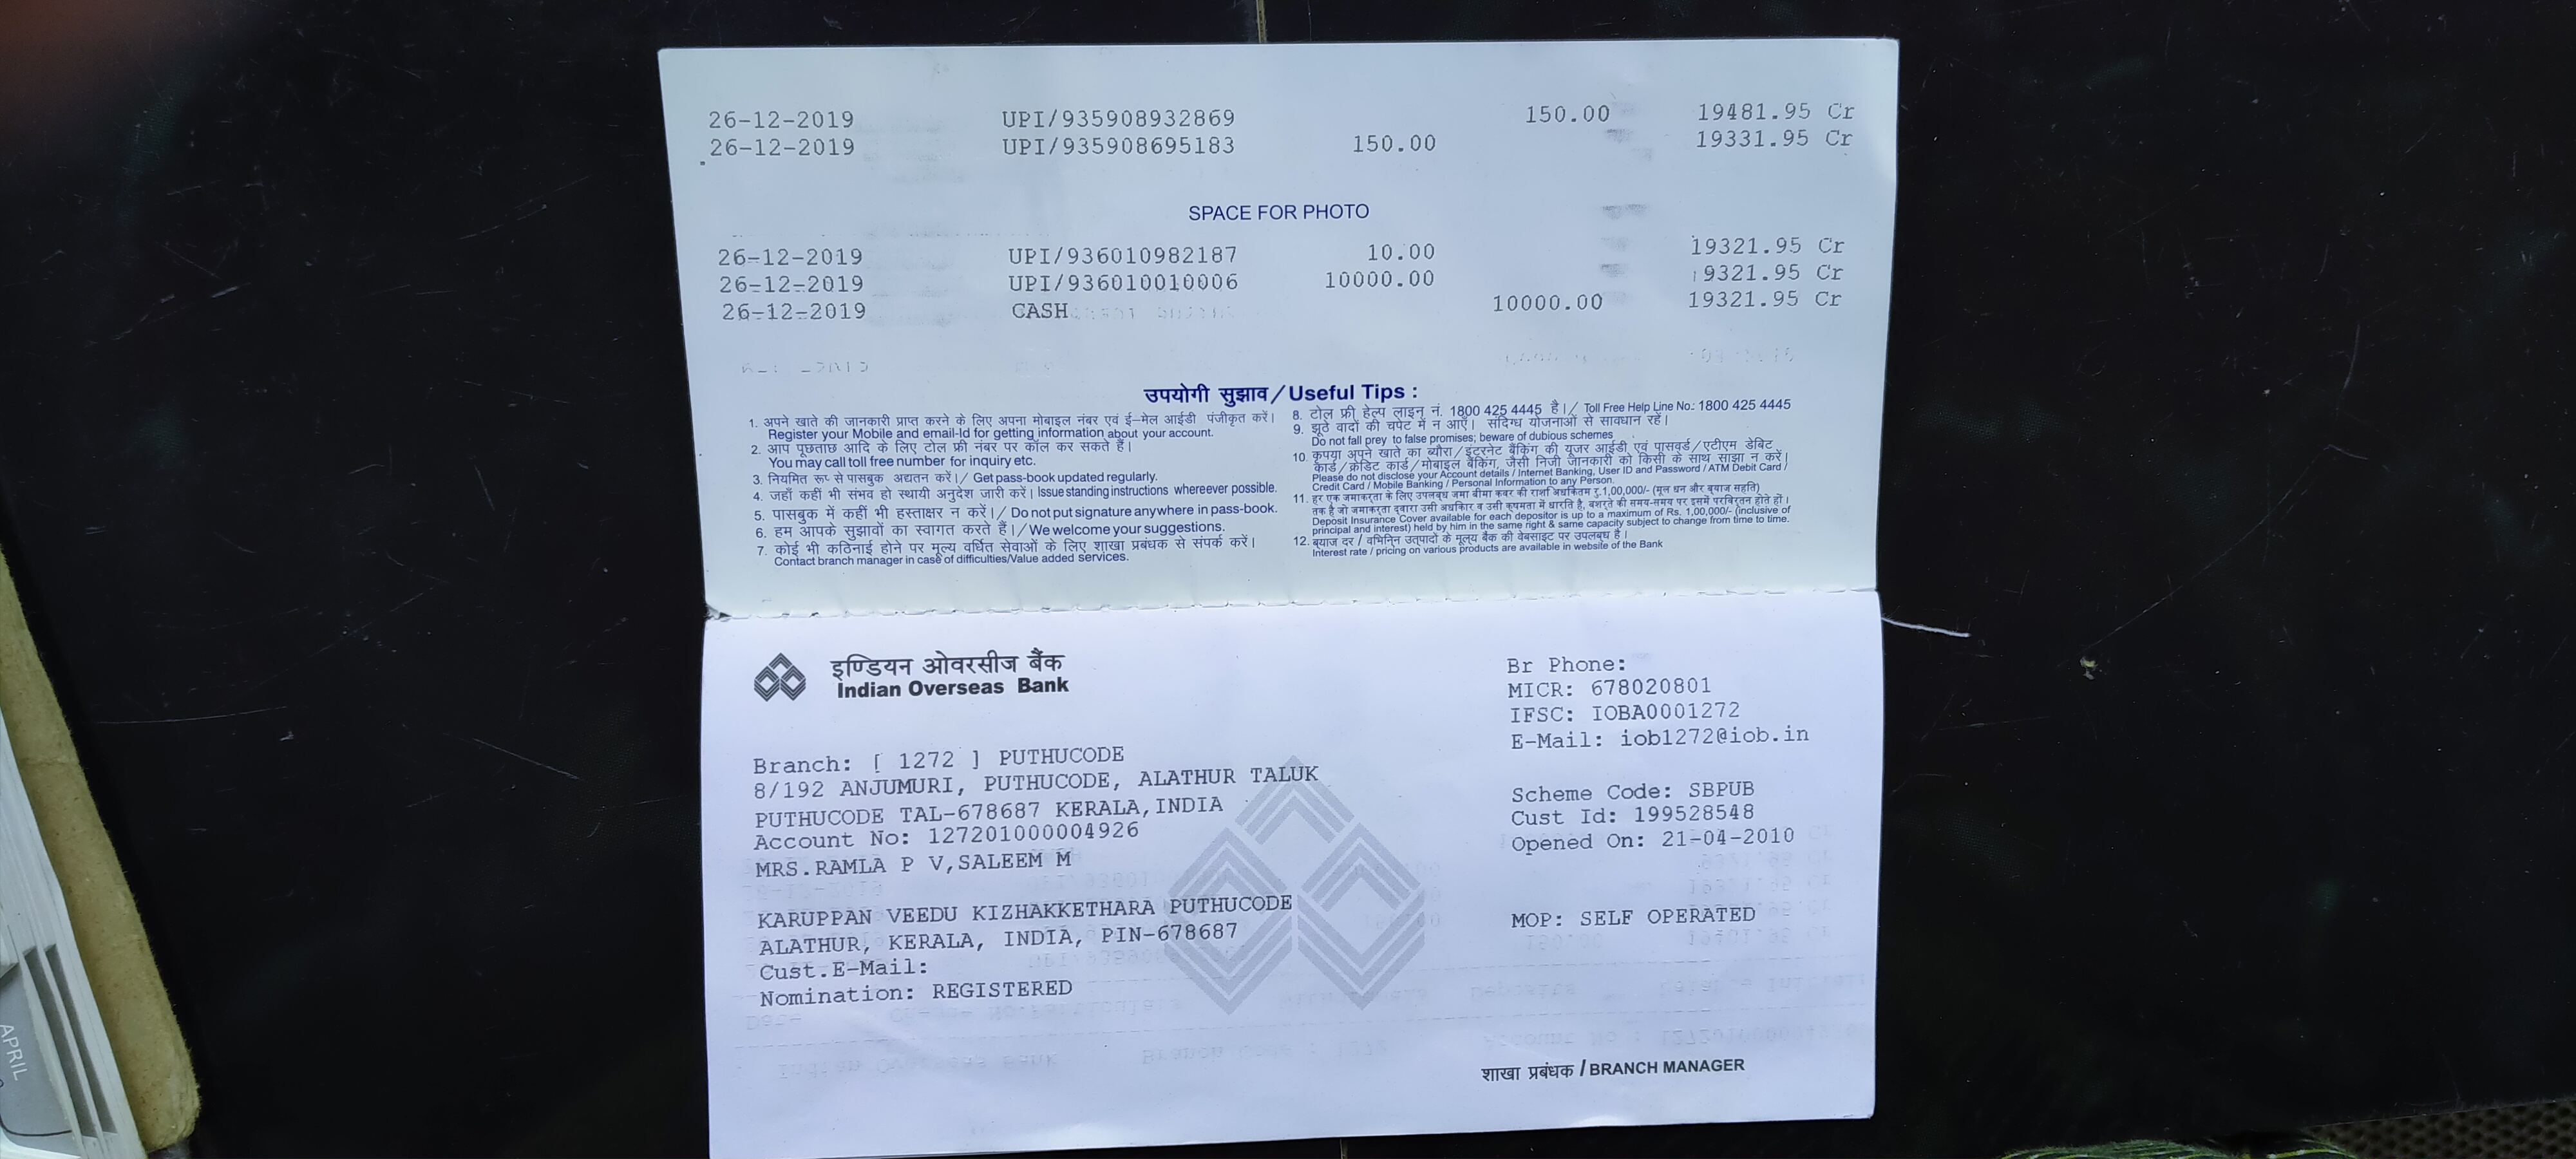 26-12-2019 UPI/935908932869 150.00 19481.95 Cr
26-12-2019 UPI/935908695183 150.00 19331.95 Cr
SPACE FOR PHOTO
26-12-2019 UPI/936010982187 10.00 19321.95 Cr
26-12-2019 UPI/936010010006 10000.00 9321.95 Cr
26-12-2019 CASH 10000.00 19321.95 Cr
उपयोगी सुझाव / Useful Tips :
1. अपने खाते की जानकारी प्राप्त करने के लिए अपना मोबाइल नंबर एवं ई–मेल आईडी पंजीकृत करें।
Register your Mobile and email-Id for getting information about your account.
2. आप पूछताछ आदि के लिए टोल फ्री नंबर पर कॉल कर सकते हैं।
You may call toll free number for inquiry etc.
3. नियमित रूप से पासबुक अद्यतन करें। / Get pass-book updated regularly.
4. जहाँ कहीं भी संभव हो स्थायी अनुदेश जारी करें। Issue standing instructions whereever possible.
5. पासबुक में कहीं भी हस्ताक्षर न करें। / Do not put signature anywhere in pass-book.
6. हम आपके सुझावों का स्वागत करते हैं। / We welcome your suggestions.
7. कोई भी कठिनाई होने पर मूल्य वर्धित सेवाओं के लिए शाखा प्रबंधक से संपर्क करें।
Contact branch manager in case of difficulties/Value added services.
8. टोल फ्री हेल्प लाइन नं. 1800 425 4445 है। / Toll Free Help Line No.: 1800 425 4445
9. झूठे वादों की चपेट में न आएँ। संदिग्ध योजनाओं से सावधान रहें।
Do not fall prey to false promises; beware of dubious schemes
10. कृपया अपने खाते का ब्यौरा / इंटरनेट बैंकिंग की यूजर आईडी एवं पासवर्ड / एटीएम डेबिट
कार्ड / क्रेडिट कार्ड / मोबाइल बैंकिंग, जैसी निजी जानकारी को किसी के साथ साझा न करें।
Please do not disclose your Account details / Internet Banking, User ID and Password / ATM Debit Card /
Credit Card / Mobile Banking / Personal Information to any Person.
11. हर एक जमाकर्ता के लिए उपलब्ध जमा बीमा कवर की राशि अधिकतम रु.1,00,000/- (मूल धन और ब्याज सहित)
तक है जो जमाकर्ता द्वारा उसी अधिकार व उसी क्षमता में धारित है, बशर्ते की समय-समय पर इसमें परिवर्तन होते हों।
Deposit Insurance Cover available for each depositor is up to a maximum of Rs. 1,00,000/- (inclusive of
principal and interest) held by him in the same right & same capacity subject to change from time to time.
12. ब्याज दर / विभिन्न उत्पादों के मूल्य बैंक की वेबसाइट पर उपलब्ध है।
Interest rate / pricing on various products are available in website of the Bank
इण्डियन ओवरसीज बैंक
Indian Overseas Bank
Br Phone:
MICR: 678020801
IFSC: IOBA0001272
E-Mail: iob1272@iob.in
Branch: [ 1272 ] PUTHUCODE
8/192 ANJUMURI, PUTHUCODE, ALATHUR TALUK
PUTHUCODE TAL-678687 KERALA,INDIA
Account No: 127201000004926
MRS.RAMLA P V,SALEEM M
Scheme Code: SBPUB
Cust Id: 199528548
Opened On: 21-04-2010
KARUPPAN VEEDU KIZHAKKETHARA PUTHUCODE
ALATHUR, KERALA, INDIA, PIN-678687
Cust.E-Mail:
Nomination: REGISTERED
MOP: SELF OPERATED
शाखा प्रबंधक / BRANCH MANAGER
APRIL